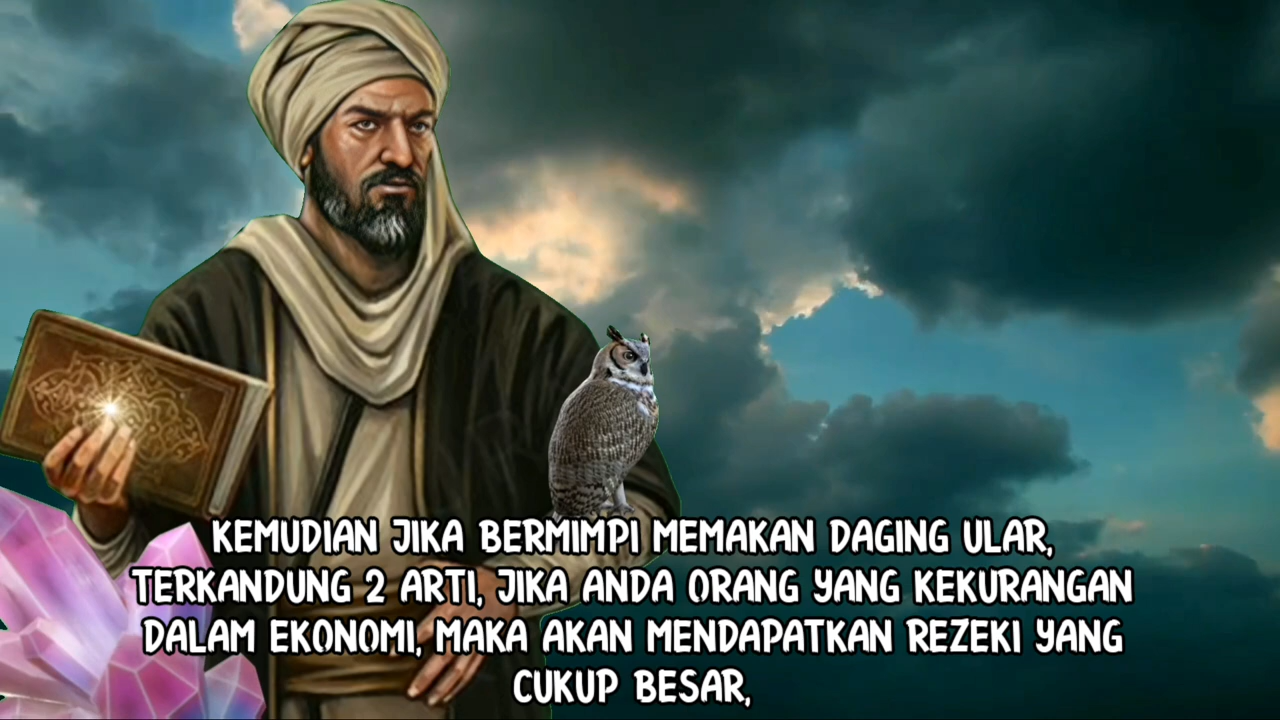 KEMUDIAN JIKA BERMIMPI MEMAKAN DAGING ULAR,
TERKANDUNG 2 ARTI, JIKA ANDA ORANG YANG KEKURANGAN
DALAM EKONOMI, MAKA AKAN MENDAPATKAN REZEKI YANG
CUKUP BESAR,